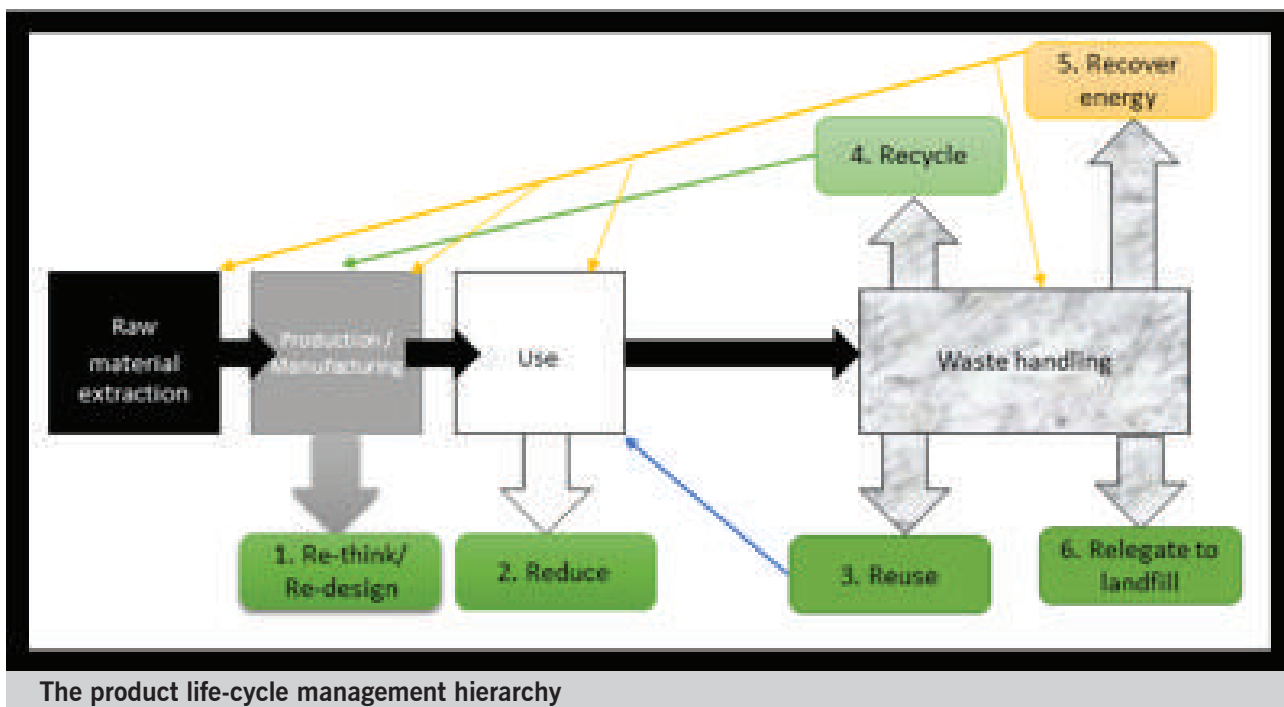 5. Recover
energy
4. Recycle
Raw
material
extraction
Production /
Manufacturing
Use
Waste handling
1. Re-think/
Re-design
2. Reduce
3. Reuse
6. Relegate to
landfill
The product life-cycle management hierarchy